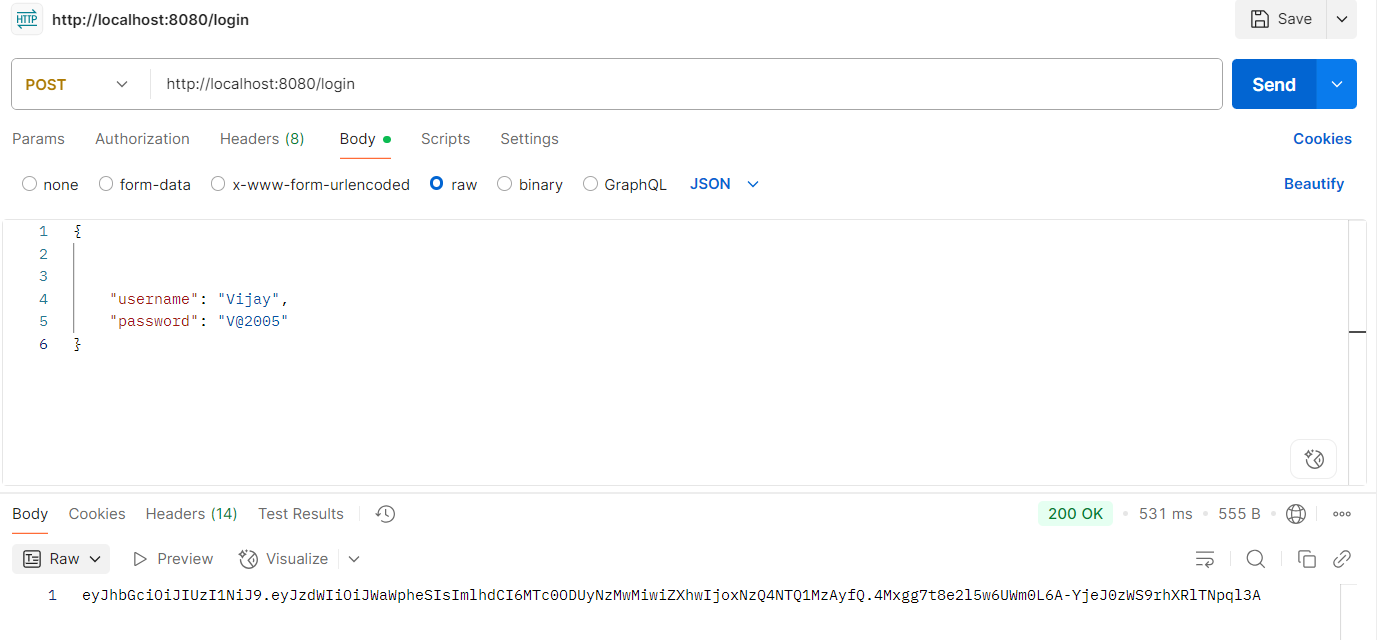 HTTP http://localhost:8080/login Save
POST http://localhost:8080/login Send
Params Authorization Headers (8) Body Scripts Settings Cookies
none form-data x-www-form-urlencoded raw binary GraphQL JSON Beautify
1 {
2
3
4 "username": "Vijay",
5 "password": "V@2005"
6 }
Body Cookies Headers (14) Test Results 200 OK 531 ms 555 B
Raw Preview Visualize
1 eyJhbGciOiJIUzI1NiJ9.eyJzdWIiOiJWaWpheSIsImlhdCI6MTc0ODUyNzMwMiwiZXhwIjoxNzQ4NTQ1MzAyfQ.4Mxgg7t8e2l5w6UWm0L6A-YjeJ0zWS9rhXRlTNpql3A